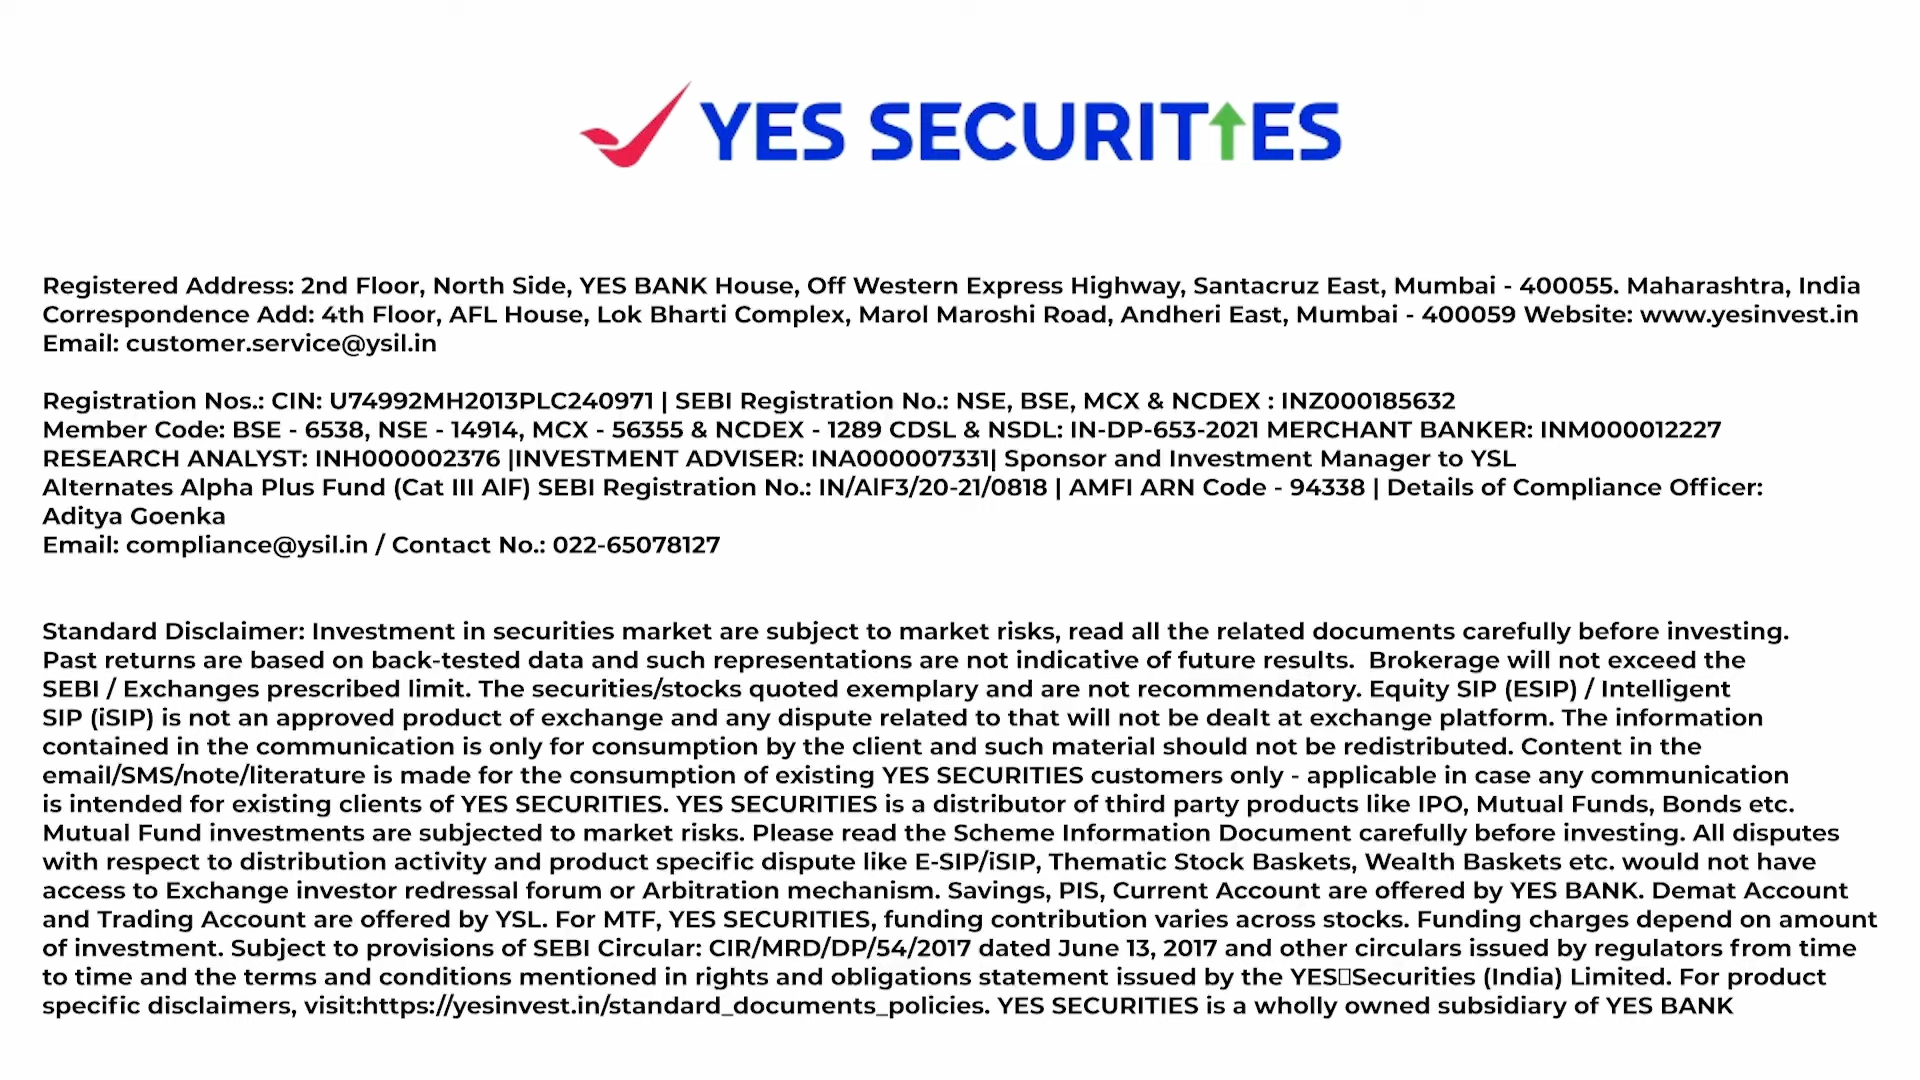 YES SECURITIES
Registered Address: 2nd Floor, North Side, YES BANK House, Off Western Express Highway, Santacruz East, Mumbai - 400055. Maharashtra, India
Correspondence Add: 4th Floor, AFL House, Lok Bharti Complex, Marol Maroshi Road, Andheri East, Mumbai - 400059 Website: www.yesinvest.in
Email: customer.service@ysil.in
Registration Nos.: CIN: U74992MH2013PLC240971 | SEBI Registration No.: NSE, BSE, MCX & NCDEX : INZ000185632
Member Code: BSE - 6538, NSE - 14914, MCX - 56355 & NCDEX - 1289 CDSL & NSDL: IN-DP-653-2021 MERCHANT BANKER: INM000012227
RESEARCH ANALYST: INH000002376 |INVESTMENT ADVISER: INA000007331| Sponsor and Investment Manager to YSL
Alternates Alpha Plus Fund (Cat III AIF) SEBI Registration No.: IN/AIF3/20-21/0818 | AMFI ARN Code - 94338 | Details of Compliance Officer:
Aditya Goenka
Email: compliance@ysil.in / Contact No.: 022-65078127
Standard Disclaimer: Investment in securities market are subject to market risks, read all the related documents carefully before investing.
Past returns are based on back-tested data and such representations are not indicative of future results.  Brokerage will not exceed the
SEBI / Exchanges prescribed limit. The securities/stocks quoted exemplary and are not recommendatory. Equity SIP (ESIP) / Intelligent
SIP (iSIP) is not an approved product of exchange and any dispute related to that will not be dealt at exchange platform. The information
contained in the communication is only for consumption by the client and such material should not be redistributed. Content in the
email/SMS/note/literature is made for the consumption of existing YES SECURITIES customers only - applicable in case any communication
is intended for existing clients of YES SECURITIES. YES SECURITIES is a distributor of third party products like IPO, Mutual Funds, Bonds etc.
Mutual Fund investments are subjected to market risks. Please read the Scheme Information Document carefully before investing. All disputes
with respect to distribution activity and product specific dispute like E-SIP/iSIP, Thematic Stock Baskets, Wealth Baskets etc. would not have
access to Exchange investor redressal forum or Arbitration mechanism. Savings, PIS, Current Account are offered by YES BANK. Demat Account
and Trading Account are offered by YSL. For MTF, YES SECURITIES, funding contribution varies across stocks. Funding charges depend on amount
of investment. Subject to provisions of SEBI Circular: CIR/MRD/DP/54/2017 dated June 13, 2017 and other circulars issued by regulators from time
to time and the terms and conditions mentioned in rights and obligations statement issued by the YES▯Securities (India) Limited. For product
specific disclaimers, visit:https://yesinvest.in/standard_documents_policies. YES SECURITIES is a wholly owned subsidiary of YES BANK